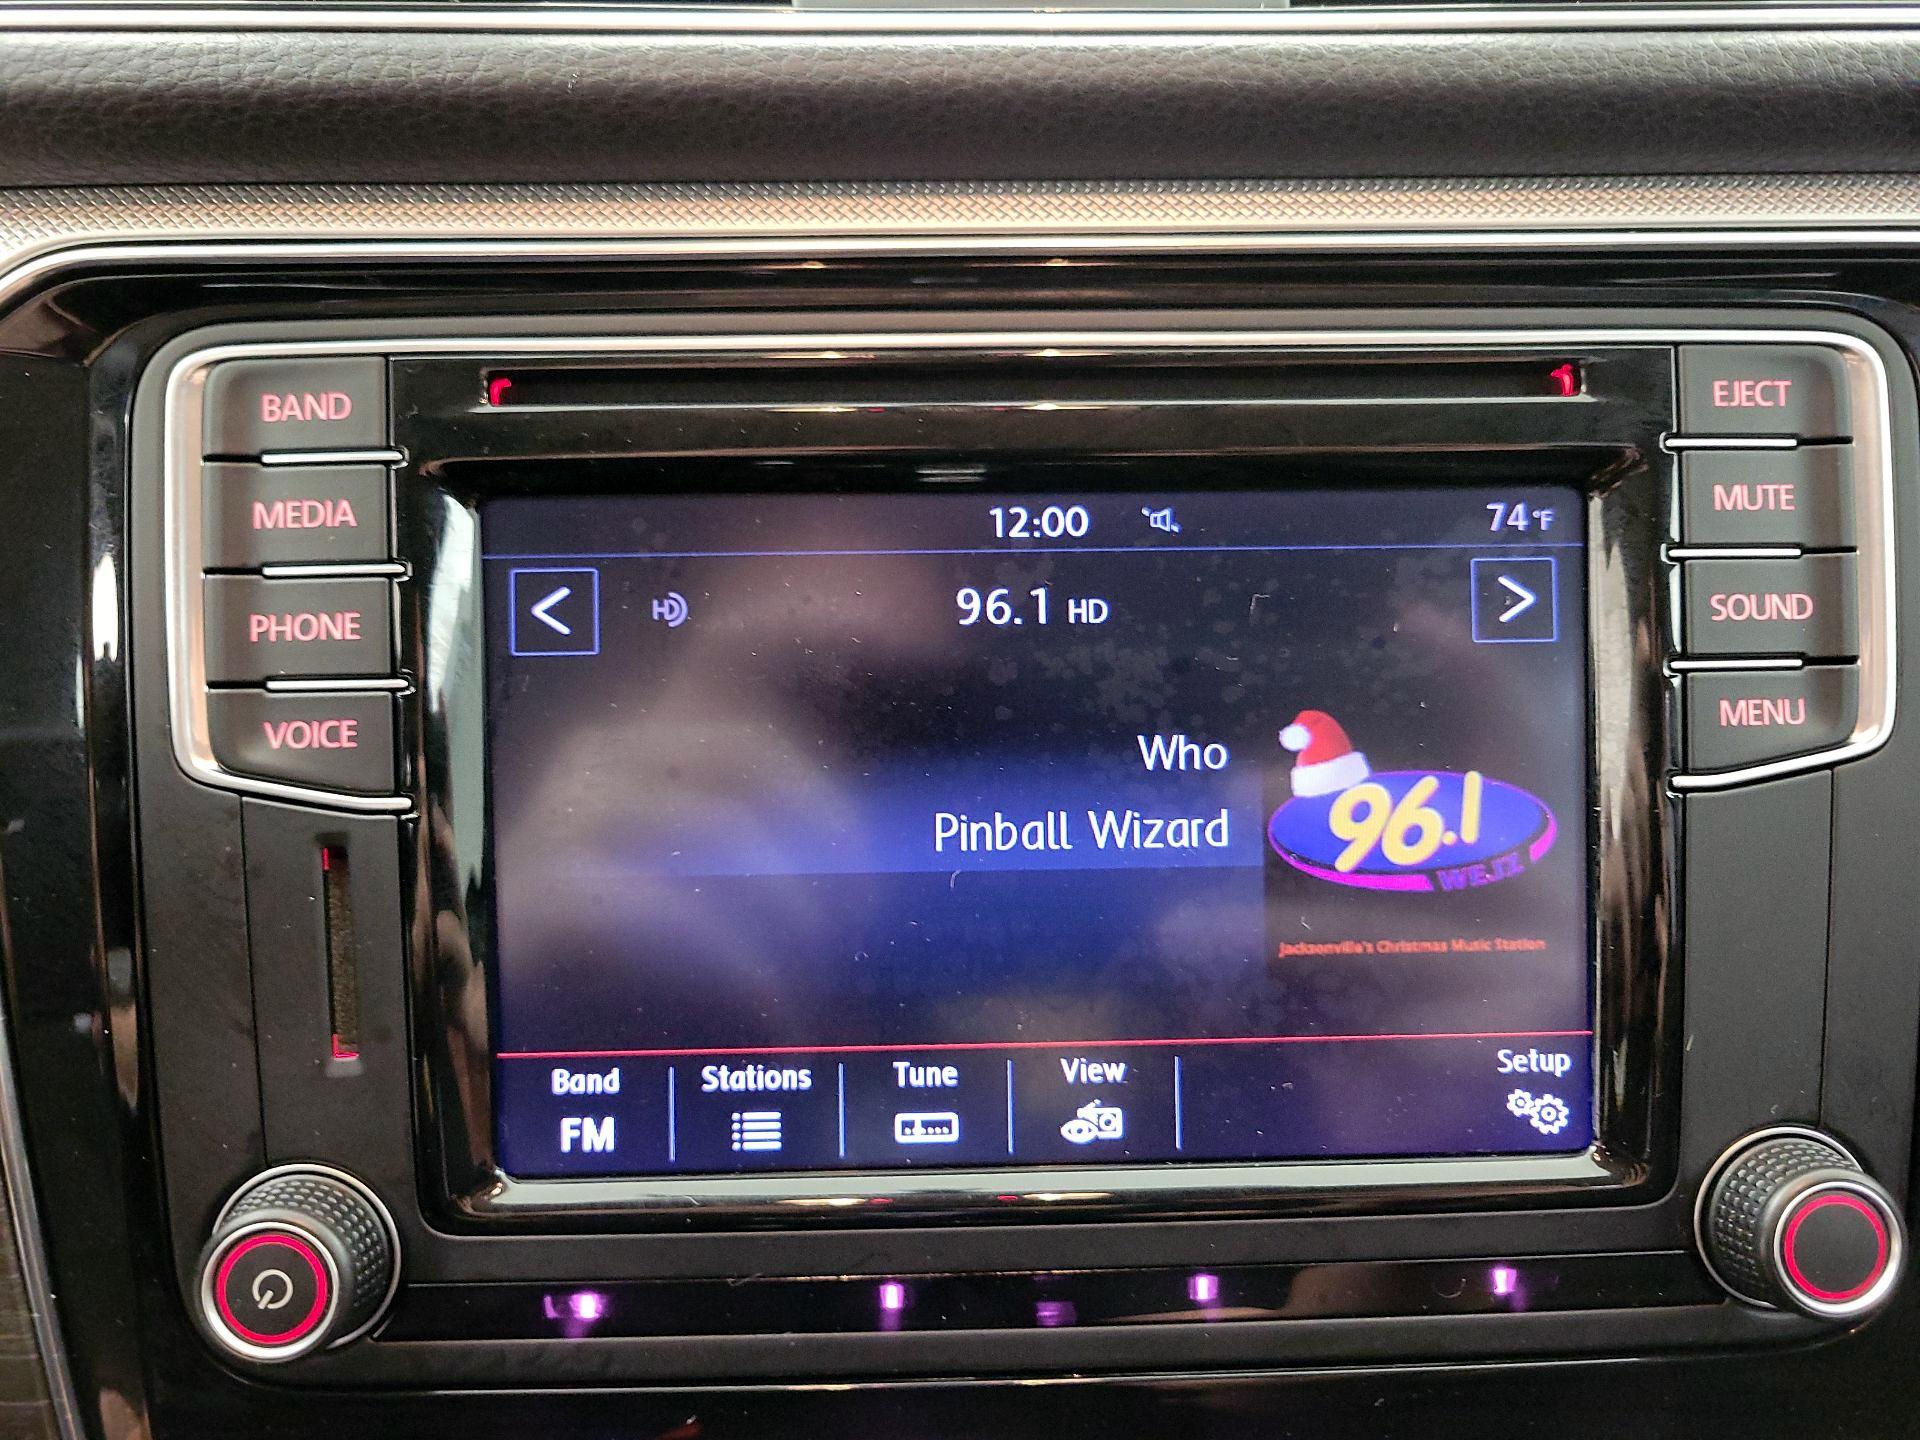 BAND
MEDIA
PHONE
VOICE
EJECT
MUTE
SOUND
MENU
12:00
74°F
<
HD
96.1 HD
>
Who
Pinball Wizard
96.1
WEJZ
Jacksonville's Christmas Music Station
Band
FM
Stations
Tune
View
Setup